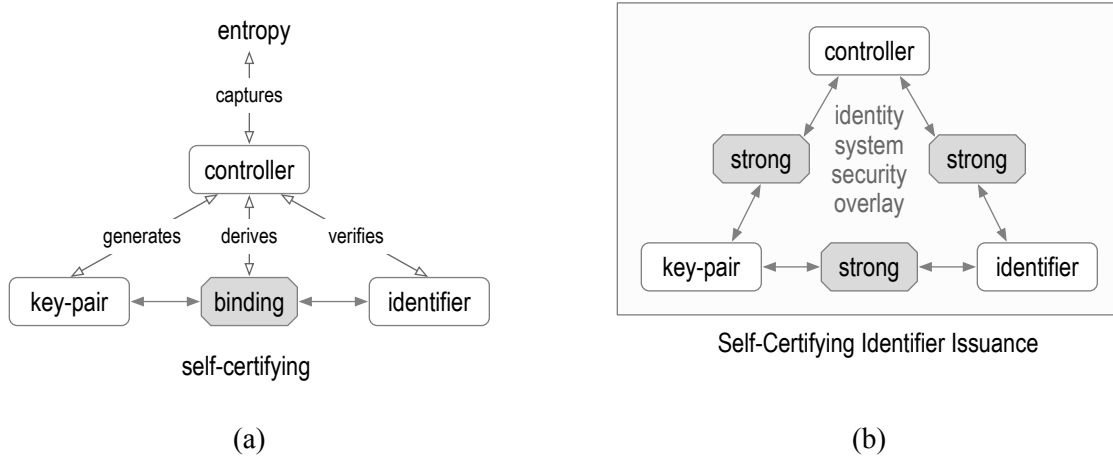 entropy
captures
controller
generates
derives
verifies
key-pair
binding
identifier
self-certifying
(a)
controller
identity
system
security
overlay
strong
strong
key-pair
strong
identifier
Self-Certifying Identifier Issuance
(b)